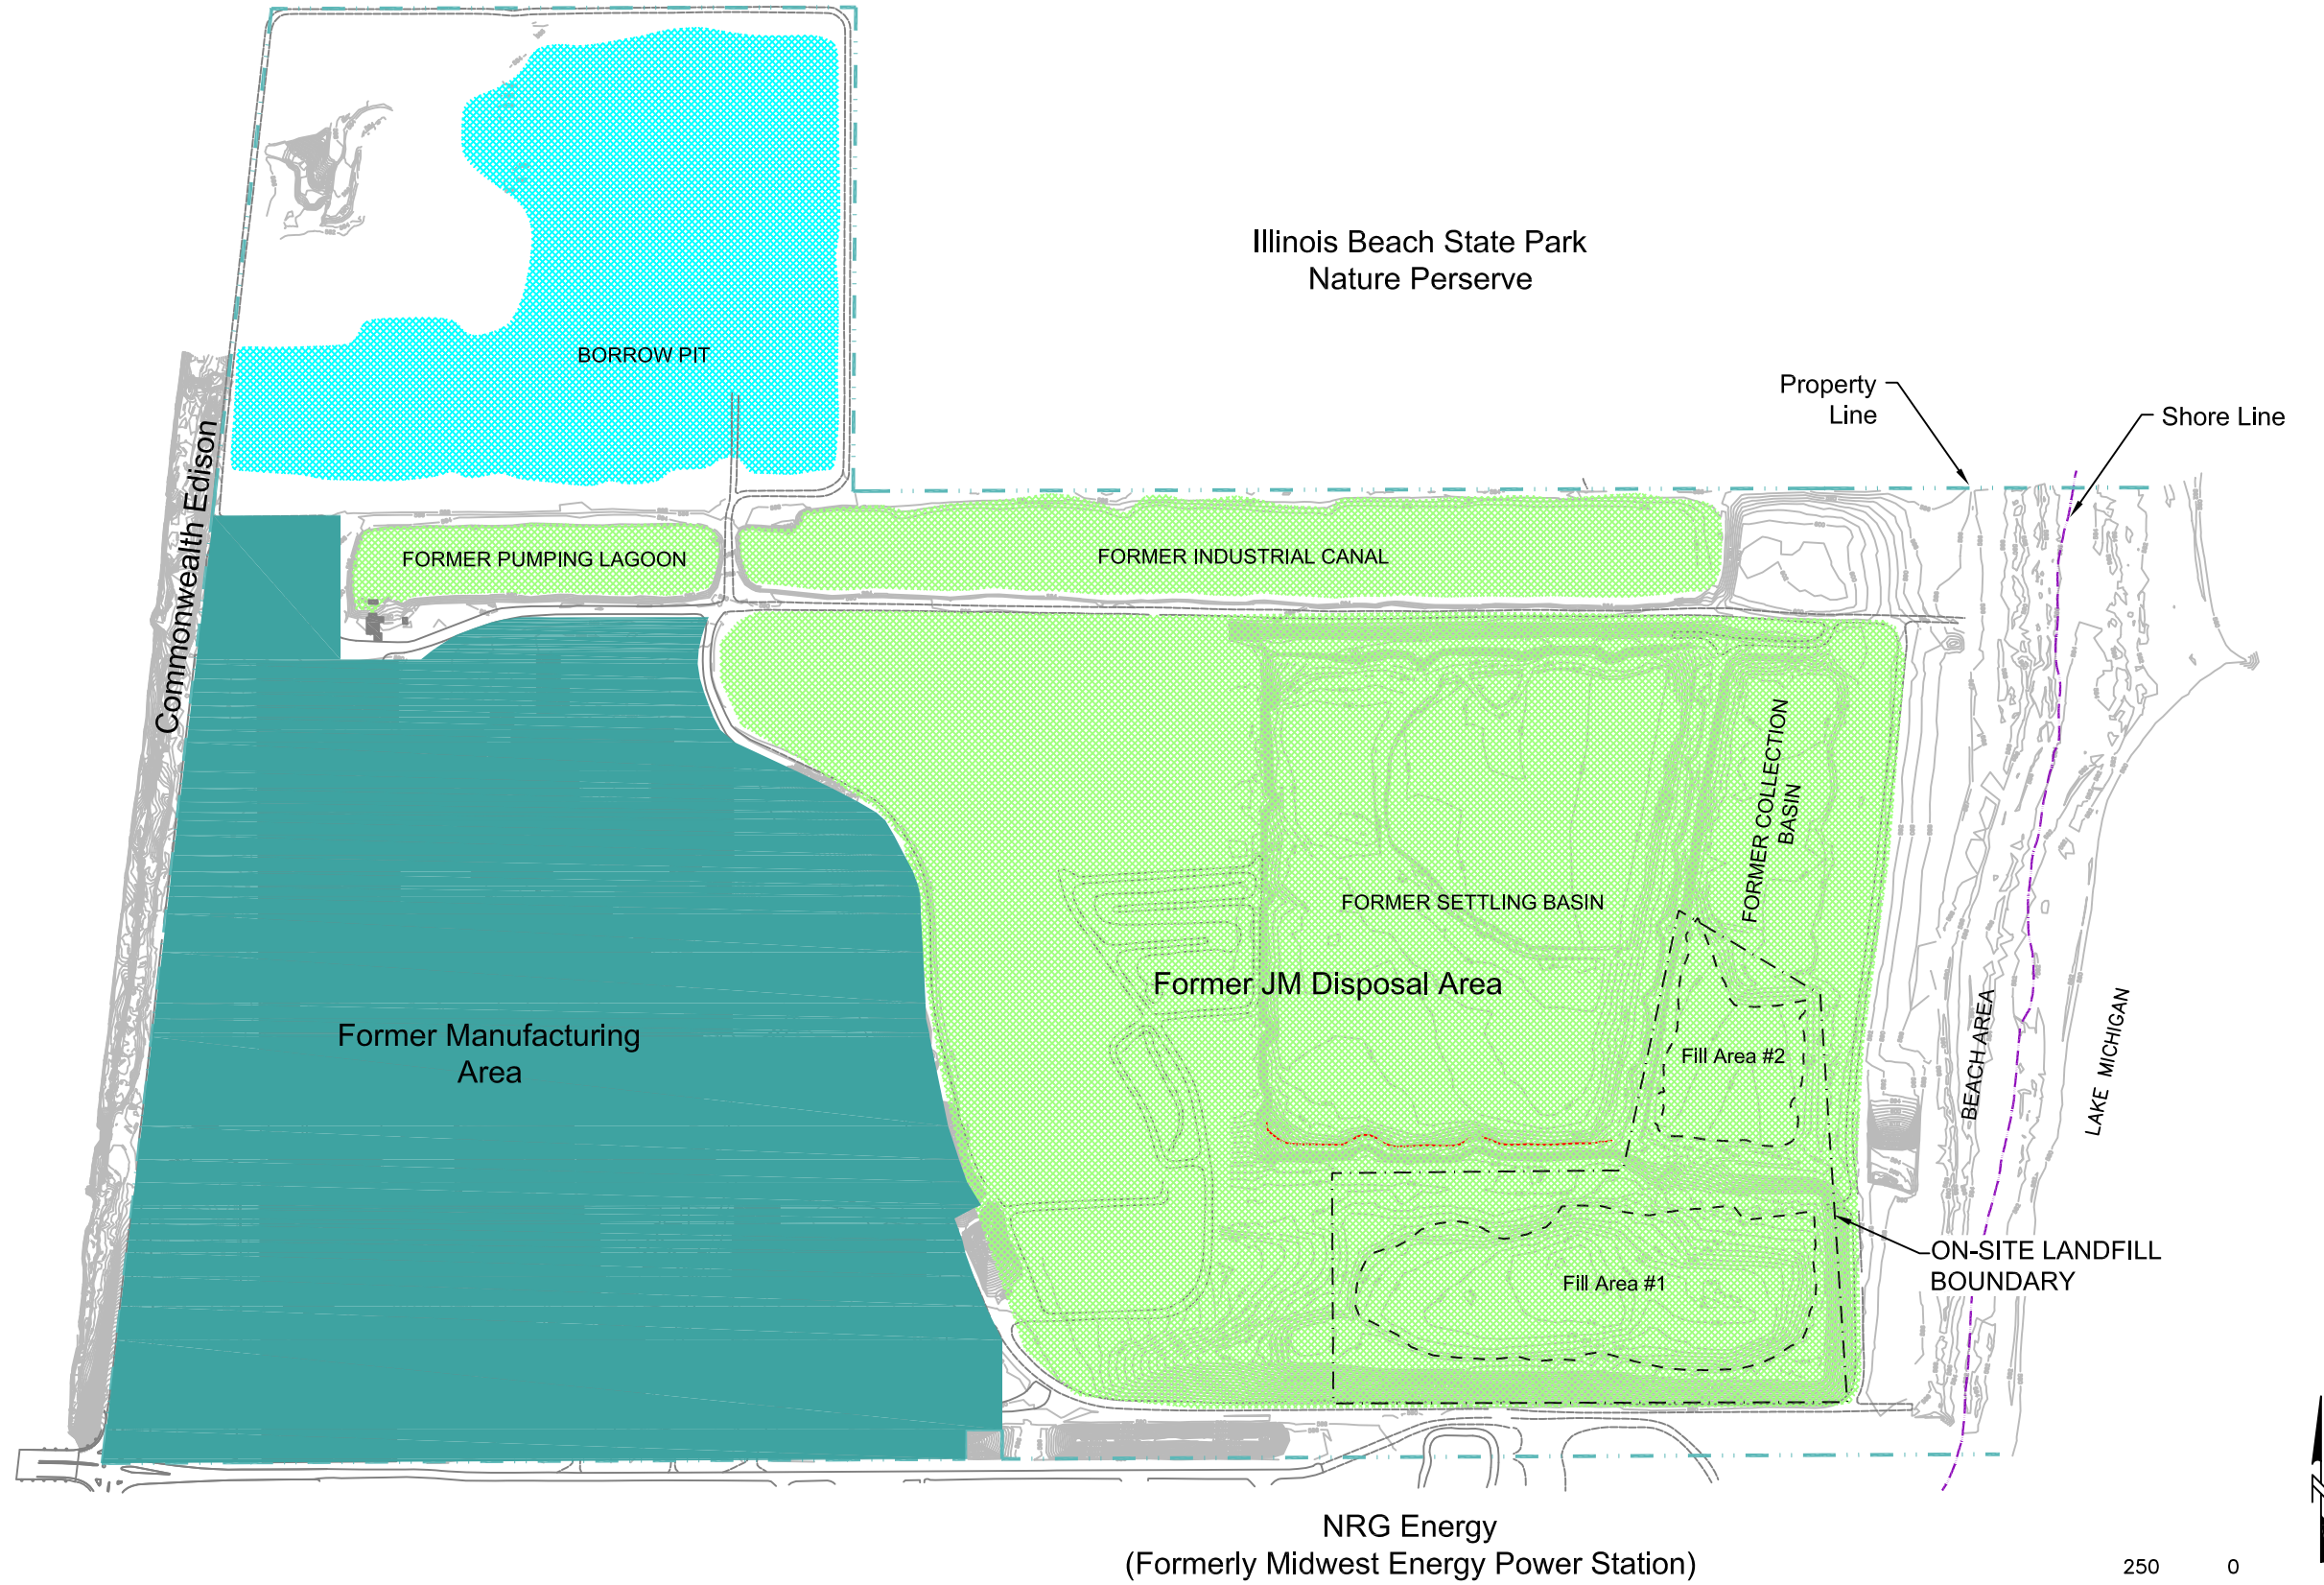 Illinois Beach State Park
Nature Perserve
BORROW PIT
Property
Line
Shore Line
Commonwealth Edison
FORMER PUMPING LAGOON
FORMER INDUSTRIAL CANAL
FORMER COLLECTION
BASIN
FORMER SETTLING BASIN
Former JM Disposal Area
Former Manufacturing
Area
Fill Area #2
BEACH AREA
LAKE MICHIGAN
ON-SITE LANDFILL
BOUNDARY
Fill Area #1
NRG Energy
(Formerly Midwest Energy Power Station)
250 0